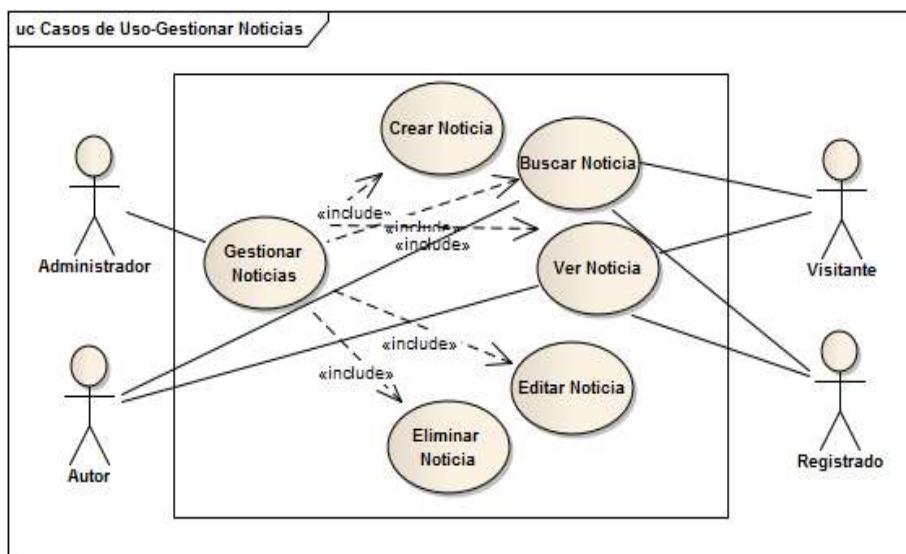 uc Casos de Uso-Gestionar Noticias
Crear Noticia
Buscar Noticia
«include»
«include»
«include»
Administrador
Gestionar
Noticias
Ver Noticia
Visitante
«include»
«include»
Editar Noticia
Eliminar
Noticia
Autor
Registrado